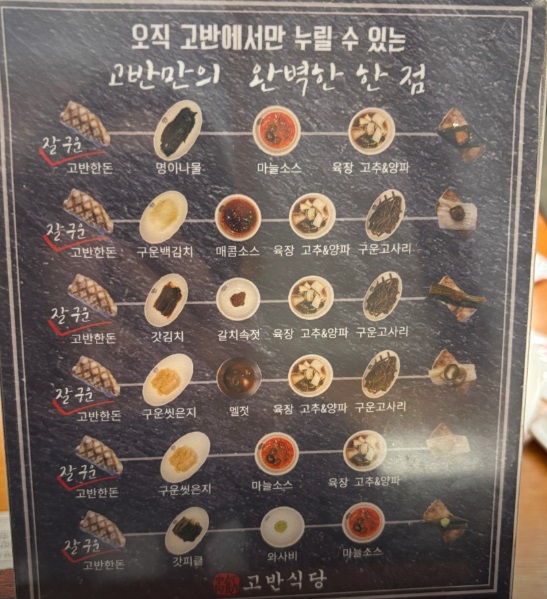 오직 고반에서만 누릴 수 있는
고반만의 완벽한 한 점
잘 구운
고반한돈 명이나물 마늘소스 육장 고추&양파
잘 구운
고반한돈 구운백김치 매콤소스 육장 고추&양파 구운고사리
잘 구운
고반한돈 갓김치 갈치속젓 육장 고추&양파 구운고사리
잘 구운
고반한돈 구운씻은지 멜젓 육장 고추&양파 구운고사리
잘 구운
고반한돈 구운씻은지 마늘소스 육장 고추&양파
잘 구운
고반한돈 갓피클 와사비 마늘소스
고반식당